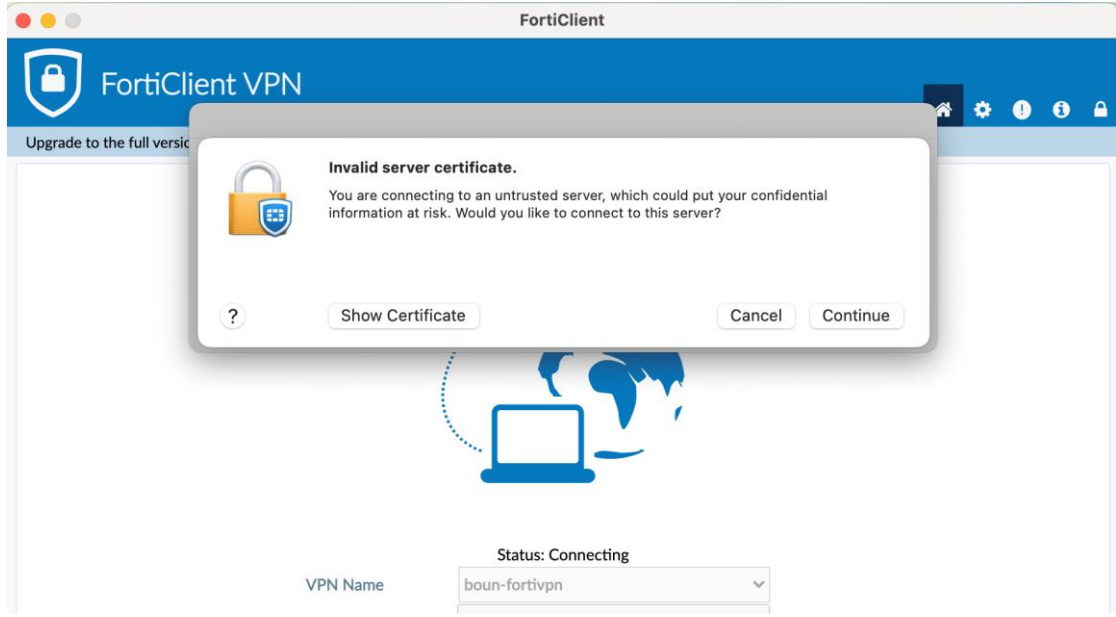 FortiClient
FortiClient VPN
Upgrade to the full versic
Invalid server certificate.
You are connecting to an untrusted server, which could put your confidential
information at risk. Would you like to connect to this server?
? Show Certificate Cancel Continue
Status: Connecting
VPN Name boun-fortivpn